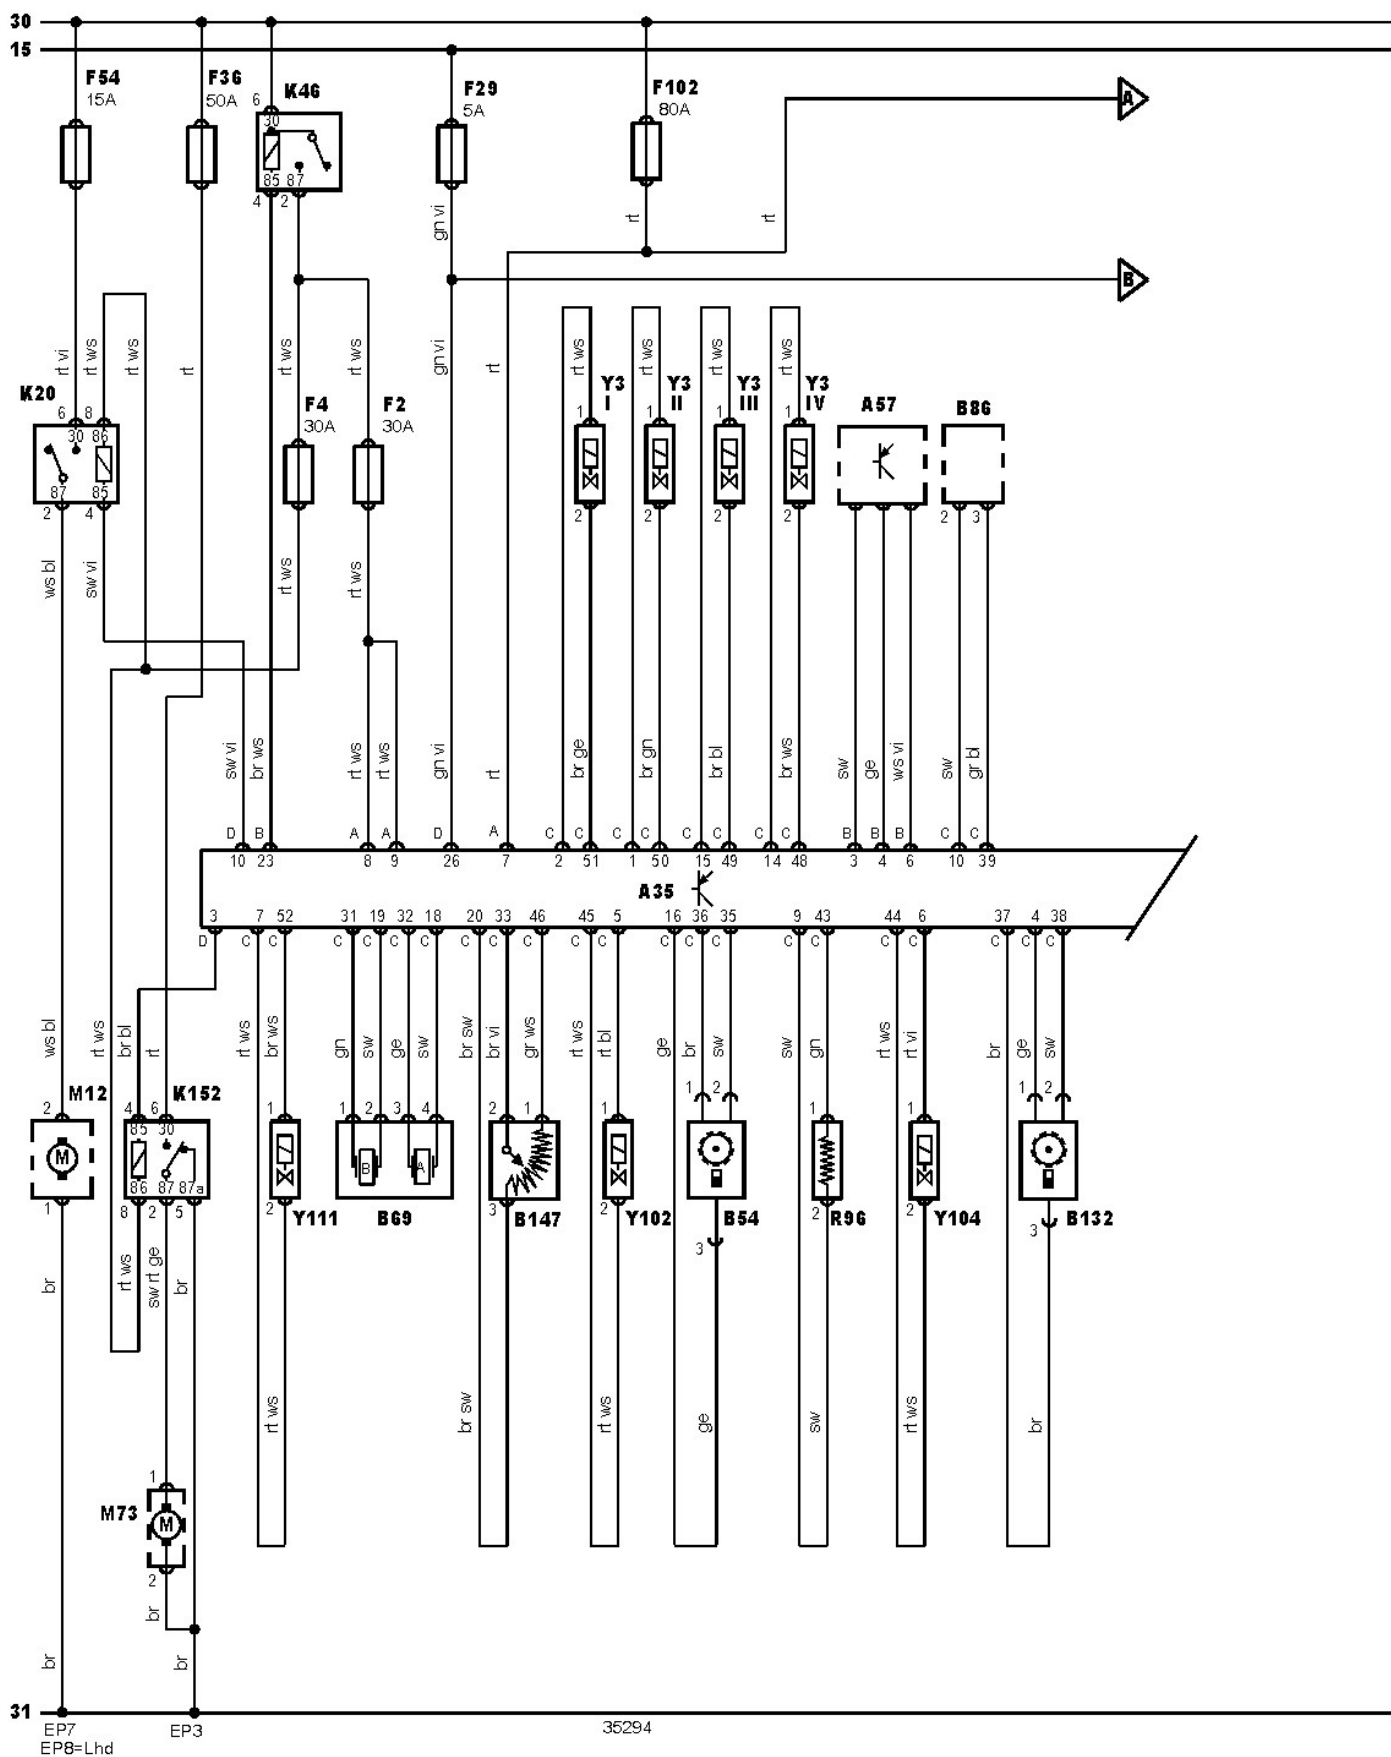 30
15
F54
15A
F36
50A
K46
F29
5A
F102
80A
A
6
30
85 87
4 2
gn vi
rt
rt
B
rt vi
rt ws
rt ws
rt
rt ws
rt ws
gn vi
rt
rt ws
rt ws
rt ws
rt ws
K20
F4
30A
F2
30A
Y3
I
Y3
II
Y3
III
Y3
IV
A57
B86
6 8
30 86
87 85
2 4
1 1 1 1
2 2 2 2
2 3
ws bl
sw vi
rt ws
rt ws
sw vi
br ws
rt ws
rt ws
gn vi
rt
br ge
br gn
br bl
br ws
sw
ge
ws vi
sw
gr bl
D B A A D A C C C C C C C C B B B C C
10 23 8 9 26 7 2 51 1 50 15 49 14 48 3 4 6 10 39
A35
3 7 52 31 19 32 18 20 33 46 45 5 16 36 35 9 43 44 6 37 4 38
D C C C C C C C C C C C C C C C C C C C C C
ws bl
rt ws
br bl
rt
rt ws
br ws
gn
sw
ge
sw
br sw
br vi
gr ws
rt ws
rt bl
ge
br
sw
sw
gn
rt ws
rt vi
br
ge
sw
M12
K152
2 4 6 1 1 2 3 4 2 1 1 1 2 1 1 1 2
85 30
M
B
A
86 87 87a
1 8 2 5 2 3 2 2 2 3
Y111
B69
B147
Y102
B54
R96
Y104
B132
3
br
rt ws
sw rt ge
br
rt ws
br sw
rt ws
ge
sw
rt ws
br
1
M73
M
2
br
br
br
31
EP7
EP8=Lhd
EP3
35294